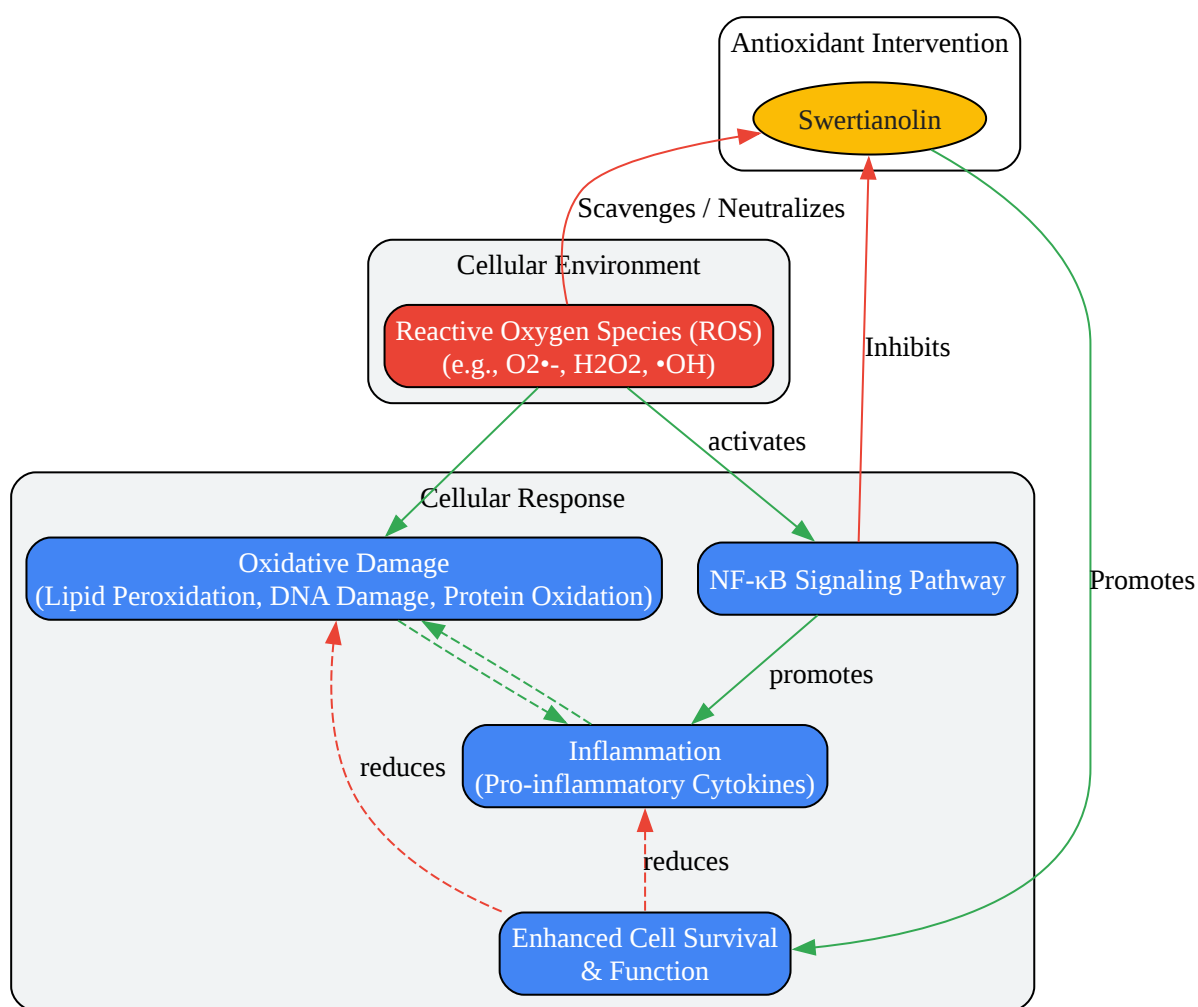 Antioxidant Intervention
Swertianolin
Scavenges / Neutralizes
Cellular Environment
Reactive Oxygen Species (ROS)
(e.g., O2•-, H2O2, •OH)
Inhibits
activates
Cellular Response
Oxidative Damage
(Lipid Peroxidation, DNA Damage, Protein Oxidation)
NF-κB Signaling Pathway
Promotes
promotes
Inflammation
(Pro-inflammatory Cytokines)
reduces
reduces
Enhanced Cell Survival
& Function